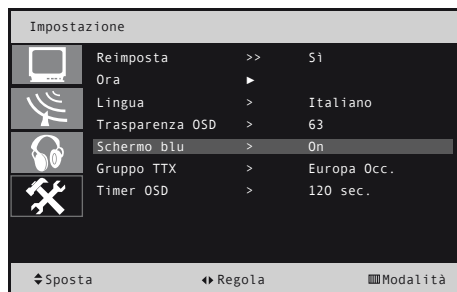 Impostazione
Reimposta >> Sì
Ora ►
Lingua > Italiano
Trasparenza OSD > 63
Schermo blu > On
Gruppo TTX > Europa Occ.
Timer OSD > 120 sec.
Sposta Regola Modalità